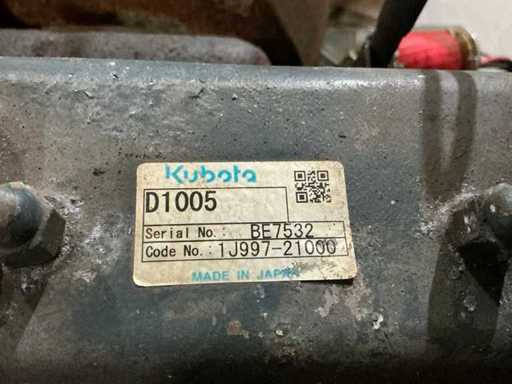 Kubota
D1005
Serial No.: BE7532
Code No.: 1J997-21000
MADE IN JAPAN